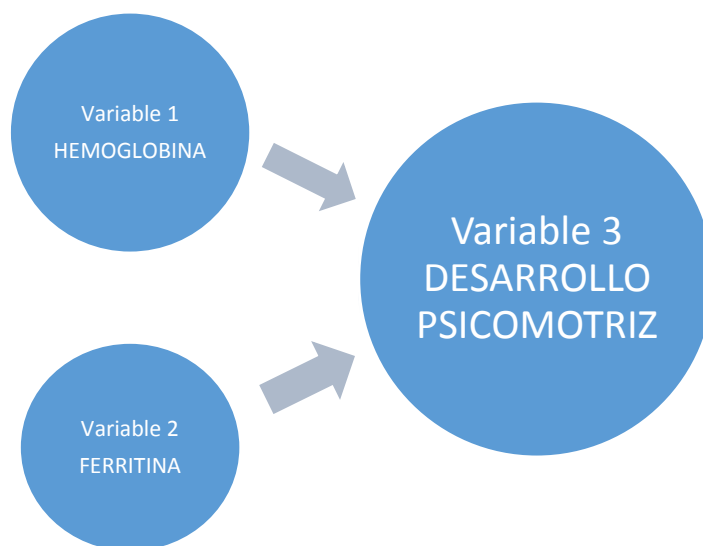 Variable 1
HEMOGLOBINA
Variable 2
FERRITINA
Variable 3
DESARROLLO
PSICOMOTRIZ